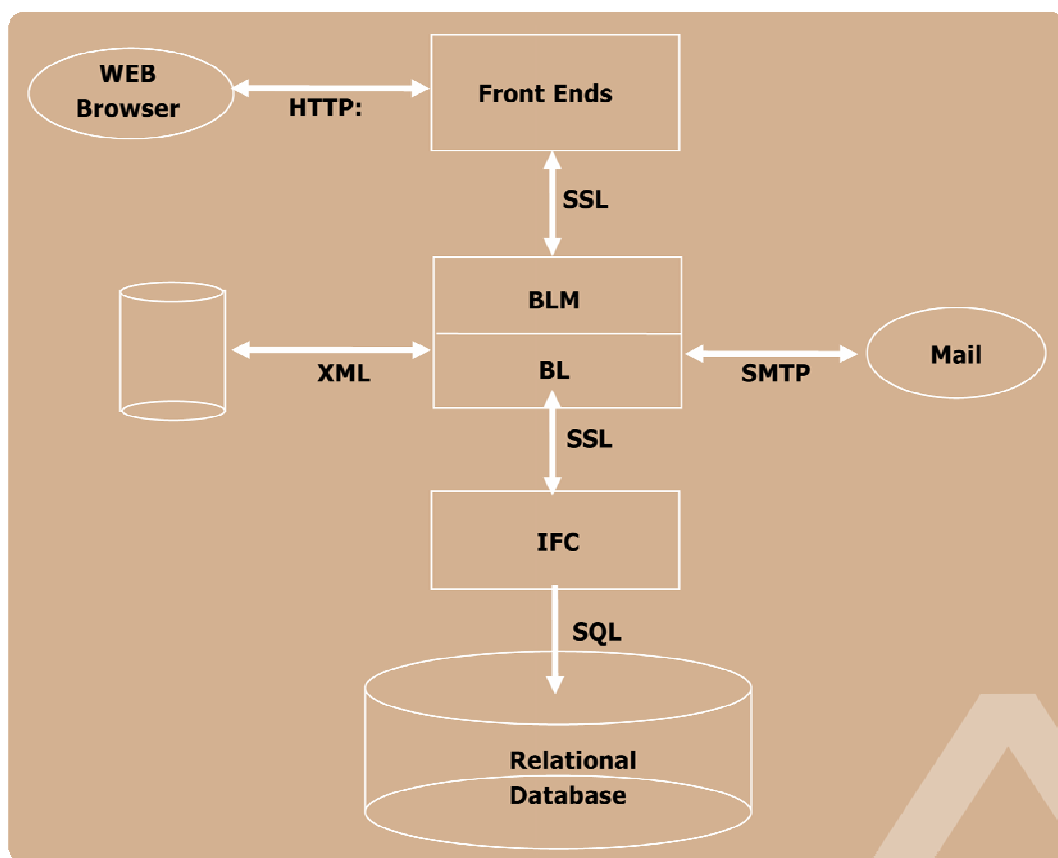 WEB
Browser
HTTP:
Front Ends
SSL
BLM
XML
BL
SMTP
Mail
SSL
IFC
SQL
Relational
Database